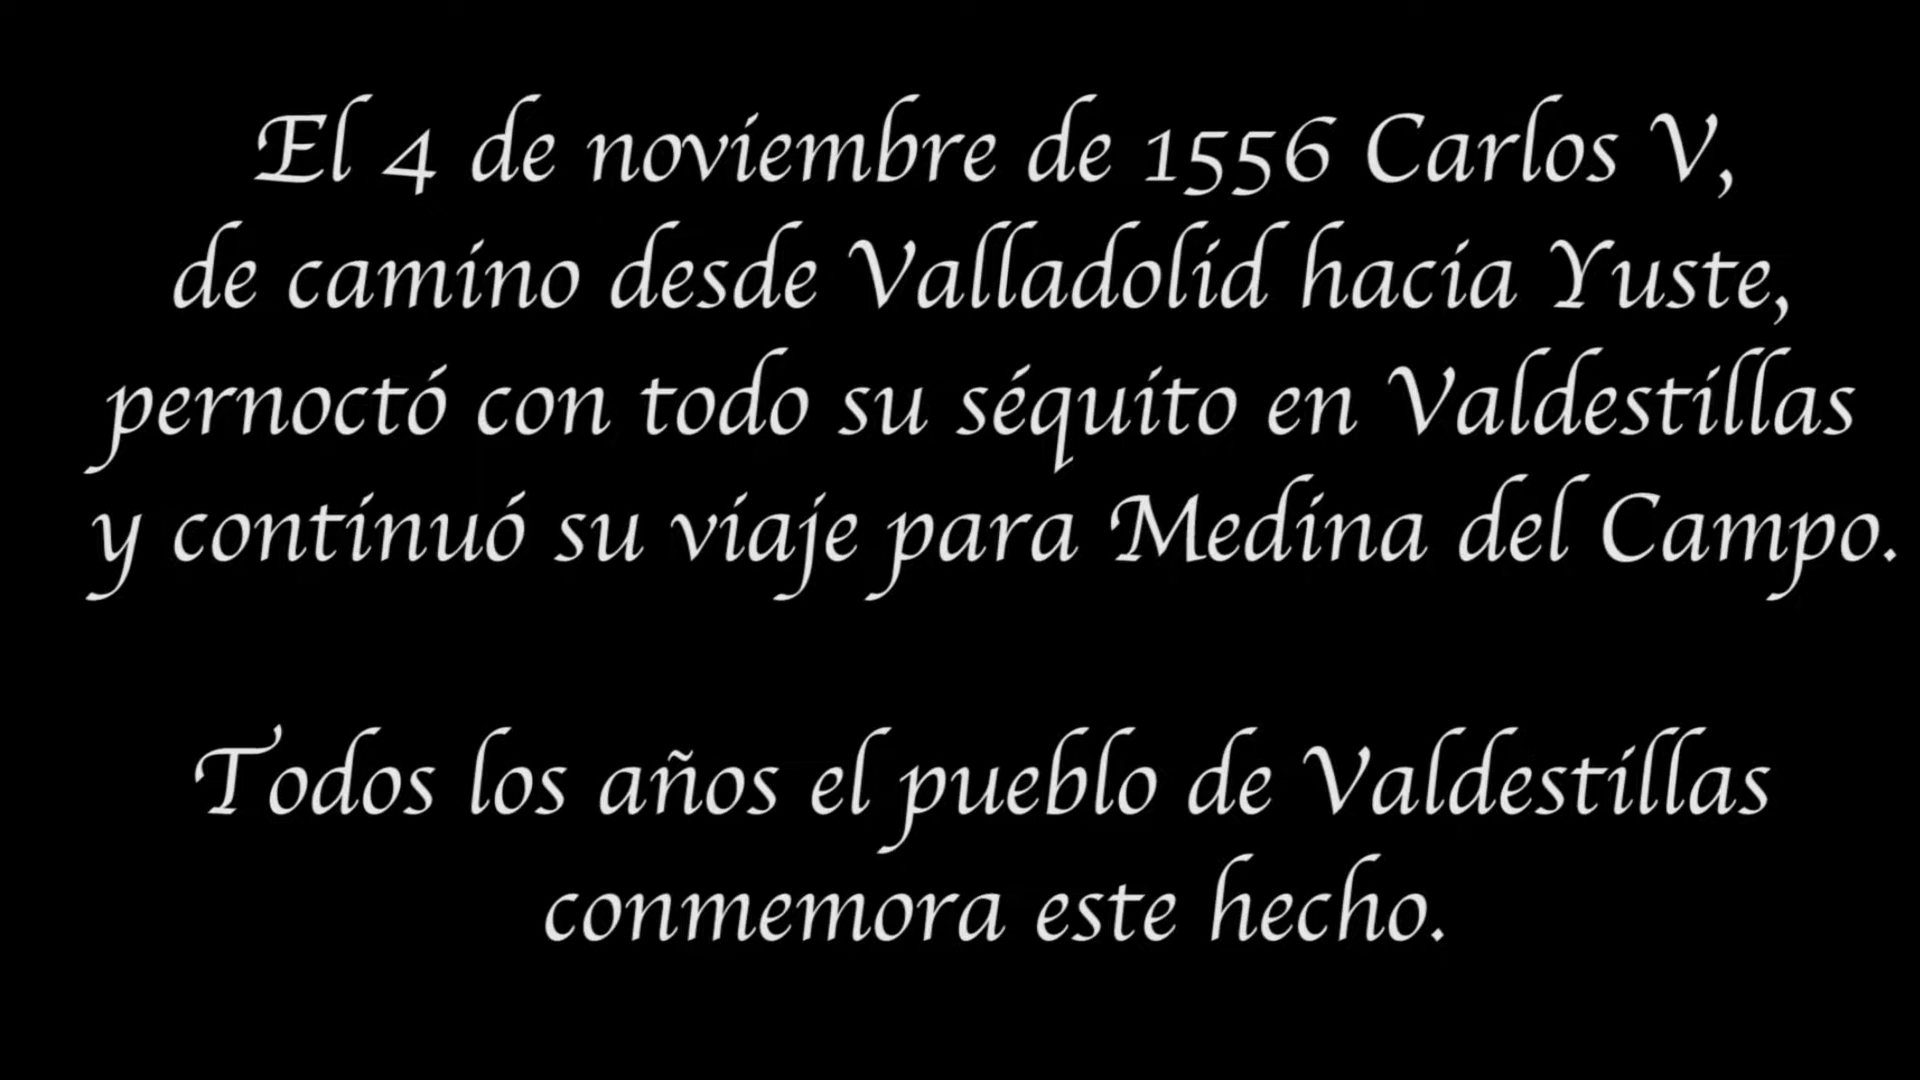 El 4 de noviembre de 1556 Carlos V,
de camino desde Valladolid hacia Yuste,
pernoctó con todo su séquito en Valdestillas
y continuó su viaje para Medina del Campo.
Todos los años el pueblo de Valdestillas
conmemora este hecho.